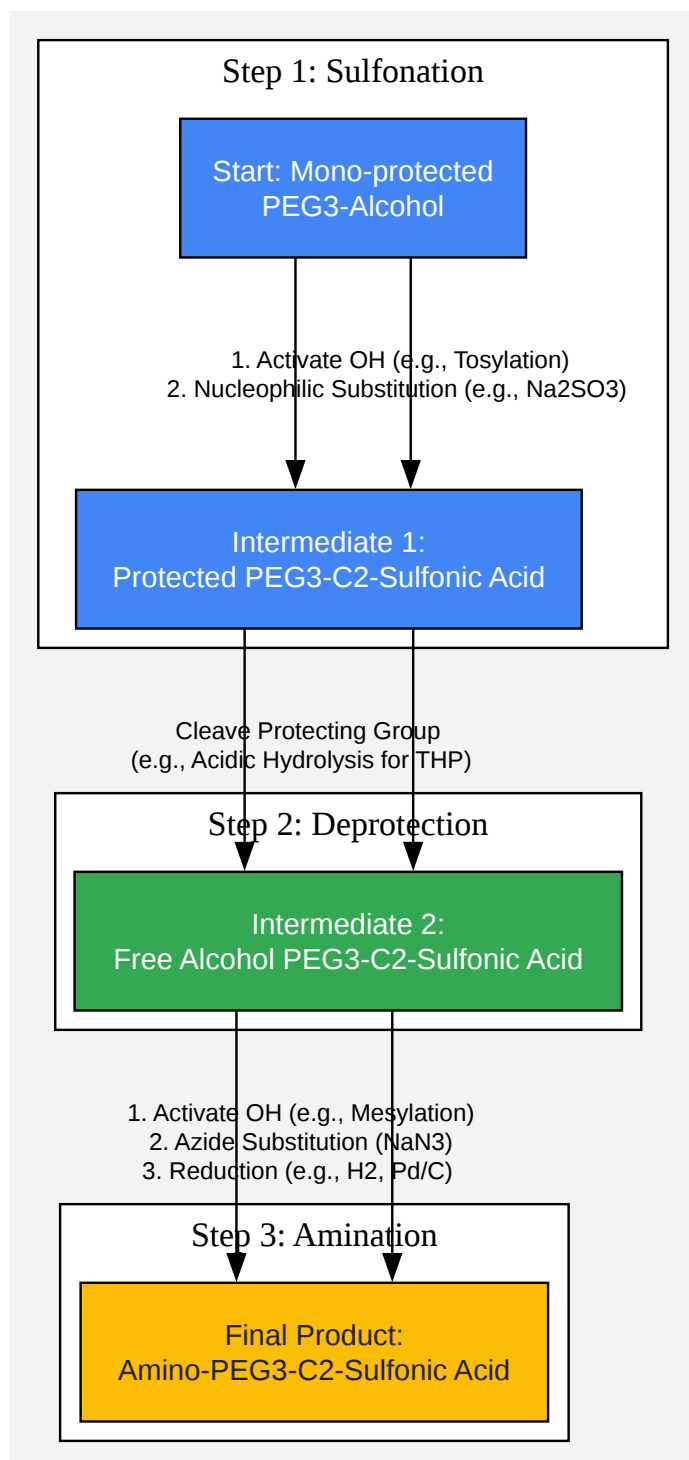 Step 1: Sulfonation
Start: Mono-protected
PEG3-Alcohol
1. Activate OH (e.g., Tosylation)
2. Nucleophilic Substitution (e.g., Na2SO3)
Intermediate 1:
Protected PEG3-C2-Sulfonic Acid
Cleave Protecting Group
(e.g., Acidic Hydrolysis for THP)
Step 2: Deprotection
Intermediate 2:
Free Alcohol PEG3-C2-Sulfonic Acid
1. Activate OH (e.g., Mesylation)
2. Azide Substitution (NaN3)
3. Reduction (e.g., H2, Pd/C)
Step 3: Amination
Final Product:
Amino-PEG3-C2-Sulfonic Acid